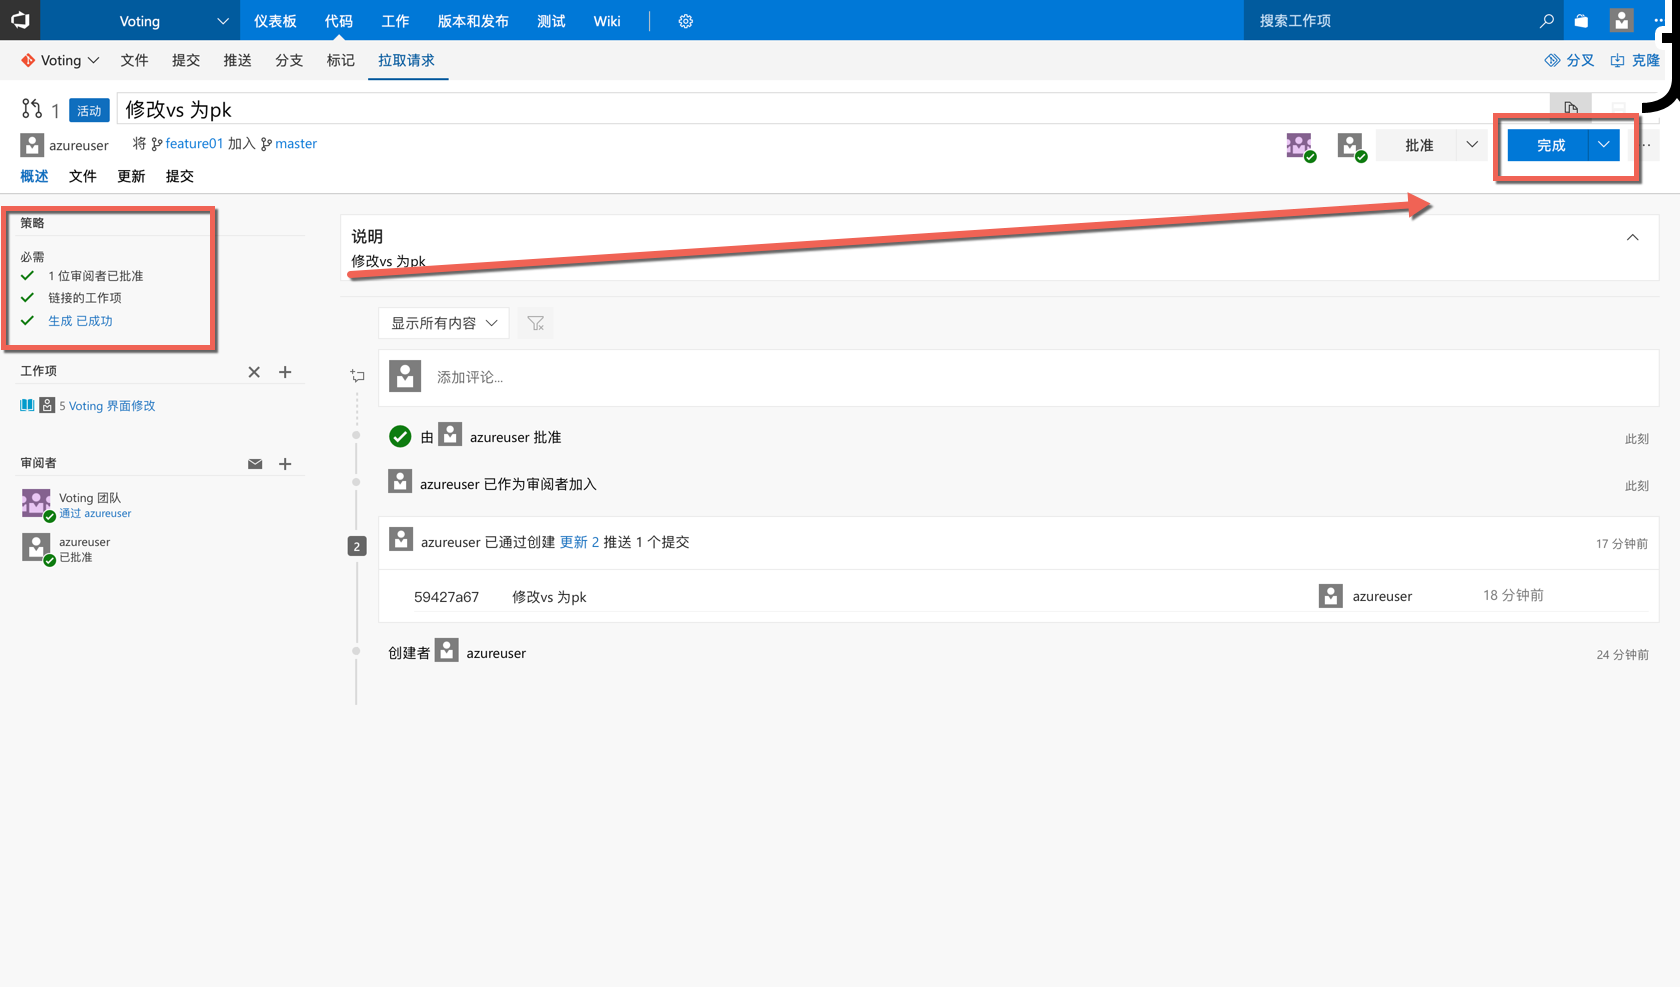 Voting 仪表板 代码 工作 版本和发布 测试 Wiki 搜索工作项
Voting 文件 提交 推送 分支 标记 拉取请求 分叉 克隆
1 活动 修改vs 为pk
azureuser 将 feature01 加入 master 批准 完成
概述 文件 更新 提交
策略
必需
1 位审阅者已批准
链接的工作项
生成 已成功
工作项
5 Voting 界面修改
审阅者
Voting 团队
通过 azureuser
azureuser
已批准
说明
修改vs 为pk
显示所有内容
添加评论...
由 azureuser 批准 此刻
azureuser 已作为审阅者加入 此刻
2 azureuser 已通过创建 更新 2 推送 1 个提交 17 分钟前
59427a67 修改vs 为pk azureuser 18 分钟前
创建者 azureuser 24 分钟前